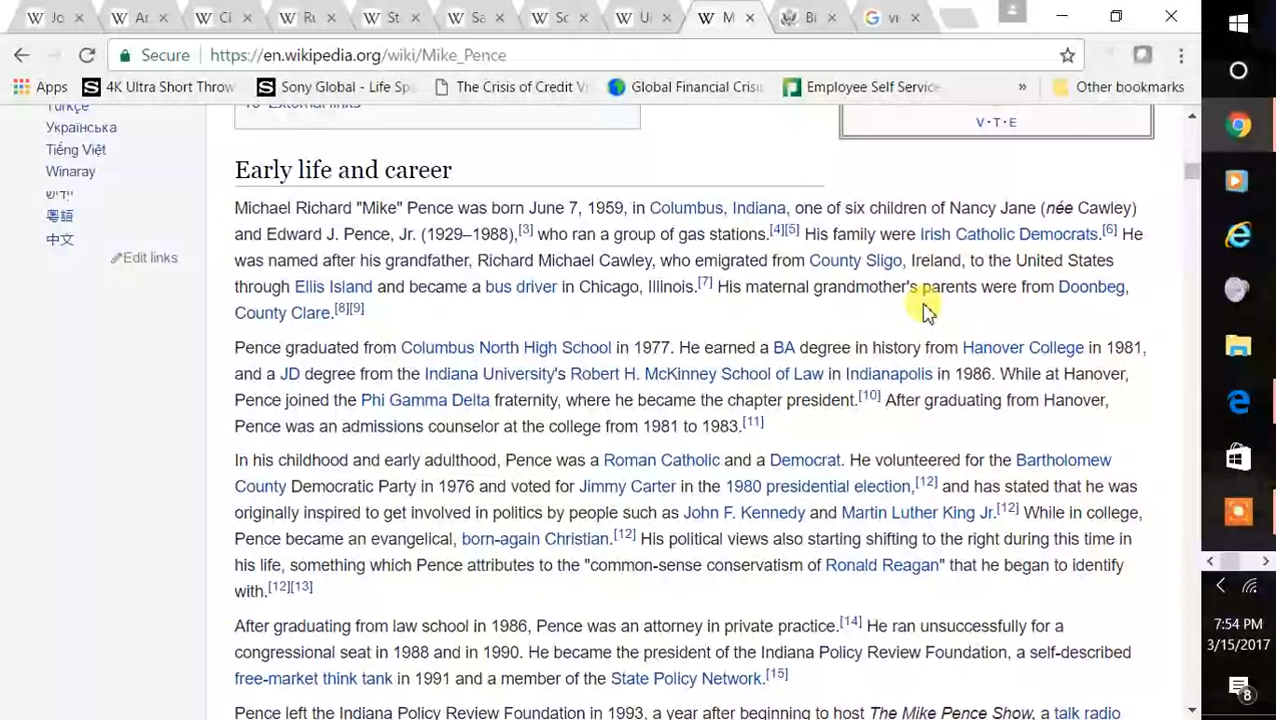 Jo
Ar
Ci
Ru
St
Sa
Sc
Ur
M
Bi
Secure https://en.wikipedia.org/wiki/Mike_Pence
Apps 4K Ultra Short Throw Sony Global - Life Sp The Crisis of Credit V Global Financial Crisi Employee Self Service » Other bookmarks
Türkçe
Українська
Tiếng Việt
Winaray
ייִדיש
粵語
中文
Edit links
10 External links
V·T·E
Early life and career
Michael Richard "Mike" Pence was born June 7, 1959, in Columbus, Indiana, one of six children of Nancy Jane (née Cawley)
and Edward J. Pence, Jr. (1929–1988),[3] who ran a group of gas stations.[4][5] His family were Irish Catholic Democrats.[6] He
was named after his grandfather, Richard Michael Cawley, who emigrated from County Sligo, Ireland, to the United States
through Ellis Island and became a bus driver in Chicago, Illinois.[7] His maternal grandmother's parents were from Doonbeg,
County Clare.[8][9]
Pence graduated from Columbus North High School in 1977. He earned a BA degree in history from Hanover College in 1981,
and a JD degree from the Indiana University's Robert H. McKinney School of Law in Indianapolis in 1986. While at Hanover,
Pence joined the Phi Gamma Delta fraternity, where he became the chapter president.[10] After graduating from Hanover,
Pence was an admissions counselor at the college from 1981 to 1983.[11]
In his childhood and early adulthood, Pence was a Roman Catholic and a Democrat. He volunteered for the Bartholomew
County Democratic Party in 1976 and voted for Jimmy Carter in the 1980 presidential election,[12] and has stated that he was
originally inspired to get involved in politics by people such as John F. Kennedy and Martin Luther King Jr.[12] While in college,
Pence became an evangelical, born-again Christian.[12] His political views also starting shifting to the right during this time in
his life, something which Pence attributes to the "common-sense conservatism of Ronald Reagan" that he began to identify
with.[12][13]
After graduating from law school in 1986, Pence was an attorney in private practice.[14] He ran unsuccessfully for a
congressional seat in 1988 and in 1990. He became the president of the Indiana Policy Review Foundation, a self-described
free-market think tank in 1991 and a member of the State Policy Network.[15]
Pence left the Indiana Policy Review Foundation in 1993, a year after beginning to host The Mike Pence Show, a talk radio
7:54 PM
3/15/2017
8